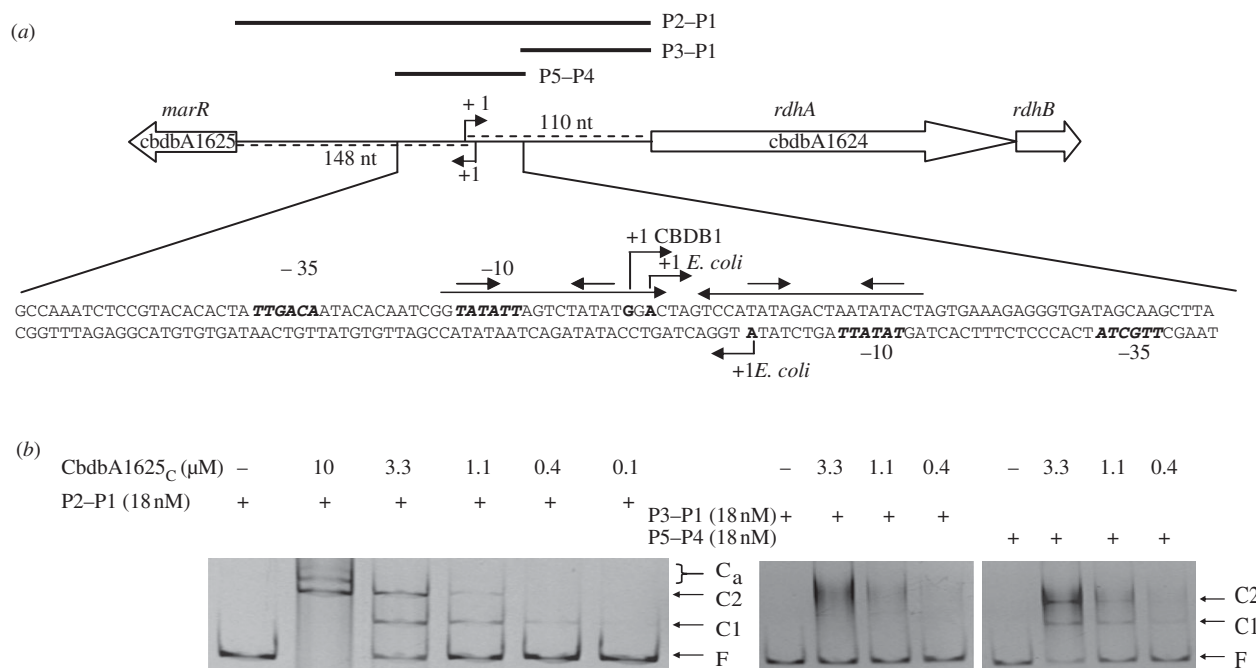 (a)
P2–P1
P3–P1
P5–P4
marR
+ 1
rdhA
rdhB
110 nt
cbdbA1625
cbdbA1624
148 nt
+1
+1 CBDB1
– 35
–10
+1 E. coli
GCCAAATCTCCGTACACACTATTGACAATACACAATCGGTATATTAGTCTATATGGACTAGTCCATATAGACTAATATACTAGTGAAAGAGGGTGATAGCAAGCTTA
CGGTTTAGAGGCATGTGTGATAACTGTTATGTGTTAGCCATATAATCAGATATACCTGATCAGGTATATCTGATTATATGATCACTTTCTCCCACTATCGTTCGAAT
–10
–35
+1E. coli
(b)
CbdbA1625C (µM) – 10 3.3 1.1 0.4 0.1 – 3.3 1.1 0.4 – 3.3 1.1 0.4
P2–P1 (18 nM) + + + + + +
P3–P1 (18 nM) + + + +
P5–P4 (18 nM) + + + +
Ca
C2
C1
F
C2
C1
F